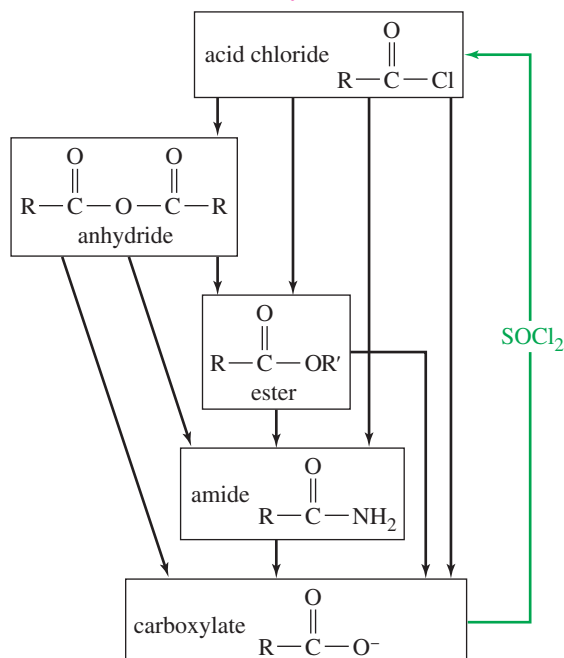 O
acid chloride
R—C—Cl
O O
R—C—O—C—R
anhydride
O
R—C—OR′
ester
SOCl₂
O
amide
R—C—NH₂
O
carboxylate
R—C—O⁻